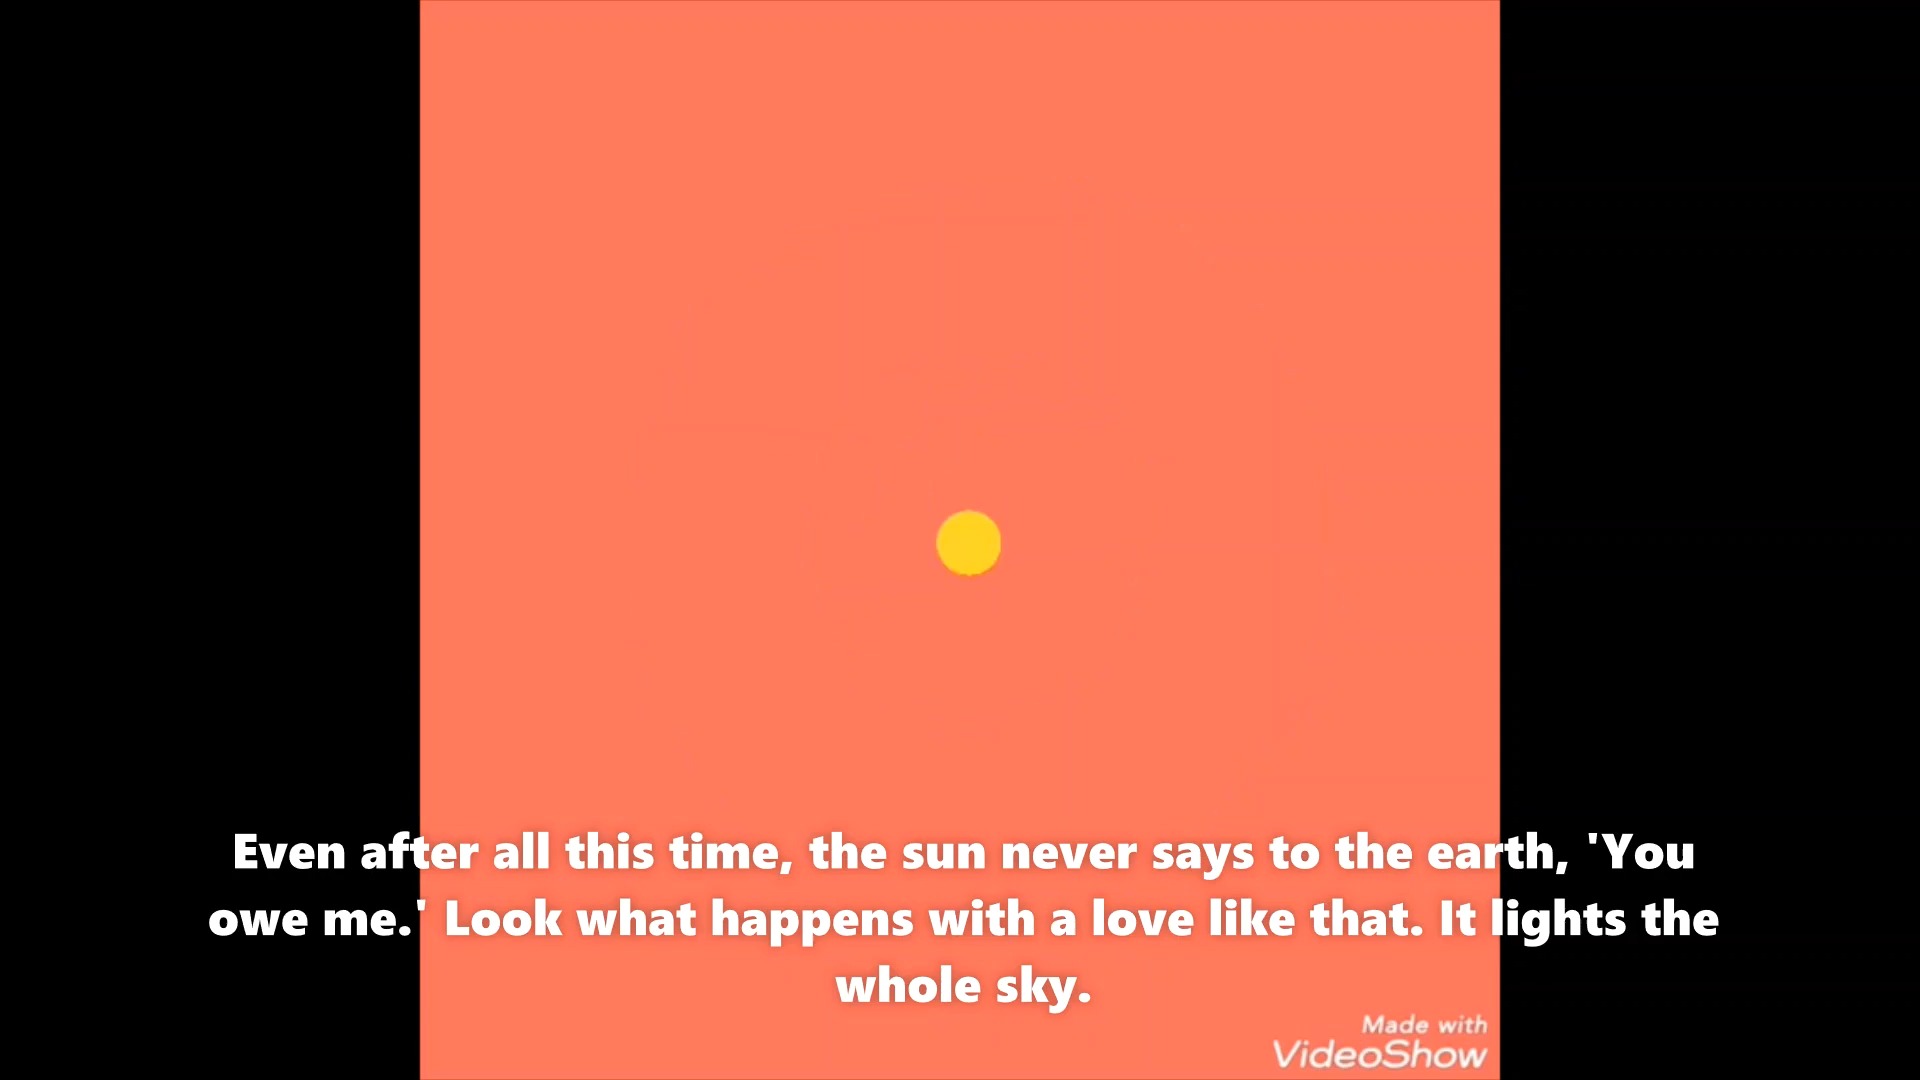 Even after all this time, the sun never says to the earth, 'You
owe me.' Look what happens with a love like that. It lights the
whole sky.
Made with
VideoShow